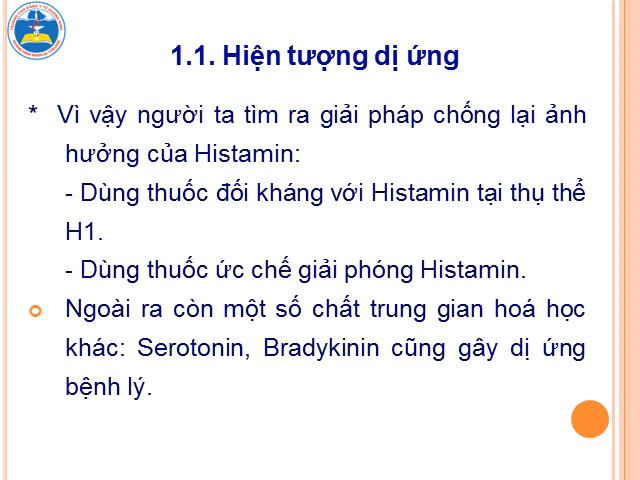 1.1. Hiện tượng dị ứng
* Vì vậy người ta tìm ra giải pháp chống lại ảnh
hưởng của Histamin:
- Dùng thuốc đối kháng với Histamin tại thụ thể
H1.
- Dùng thuốc ức chế giải phóng Histamin.
Ngoài ra còn một số chất trung gian hoá học
khác: Serotonin, Bradykinin cũng gây dị ứng
bệnh lý.